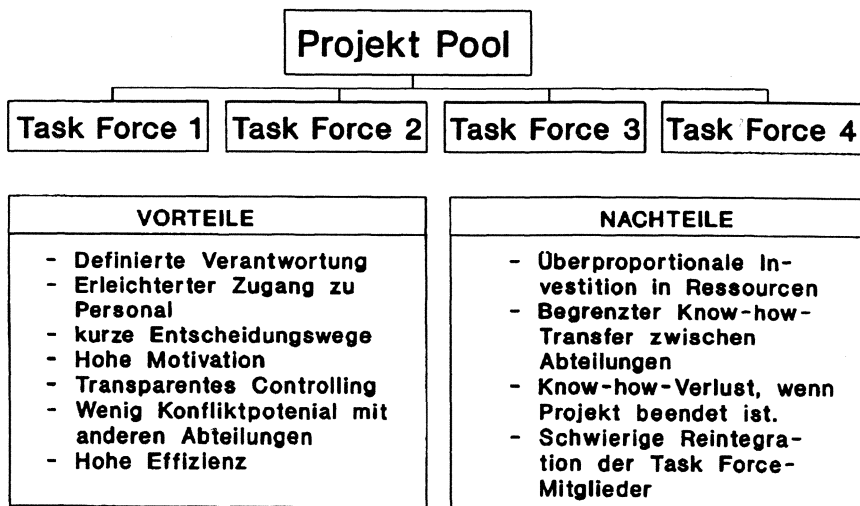 Projekt Pool
Task Force 1
Task Force 2
Task Force 3
Task Force 4
VORTEILE
- Definierte Verantwortung
- Erleichterter Zugang zu
Personal
- kurze Entscheidungswege
- Hohe Motivation
- Transparentes Controlling
- Wenig Konfliktpotenial mit
anderen Abteilungen
- Hohe Effizienz
NACHTEILE
- Überproportionale In-
vestition in Ressourcen
- Begrenzter Know-how-
Transfer zwischen
Abteilungen
- Know-how-Verlust, wenn
Projekt beendet ist.
- Schwierige Reintegra-
tion der Task Force-
Mitglieder